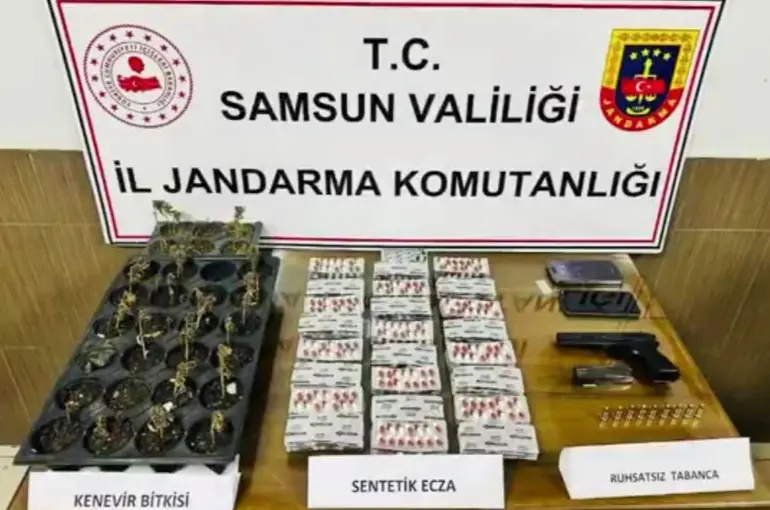 T.C.
SAMSUN VALİLİĞİ
İL JANDARMA KOMUTANLIĞI
JANDARMA
KENEVİR BİTKİSİ
SENTETİK ECZA
RUHSATSIZ TABANCA